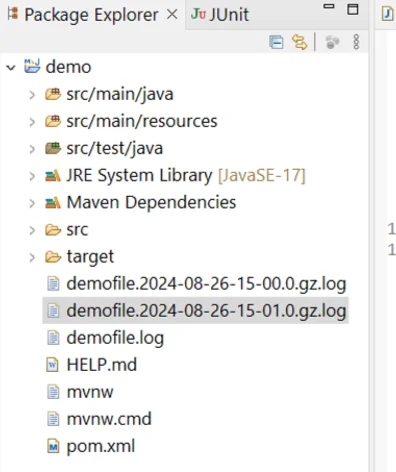 Package Explorer
JUnit
demo
src/main/java
src/main/resources
src/test/java
JRE System Library [JavaSE-17]
Maven Dependencies
src
target
demofile.2024-08-26-15-00.0.gz.log
demofile.2024-08-26-15-01.0.gz.log
demofile.log
HELP.md
mvnw
mvnw.cmd
pom.xml
1
1